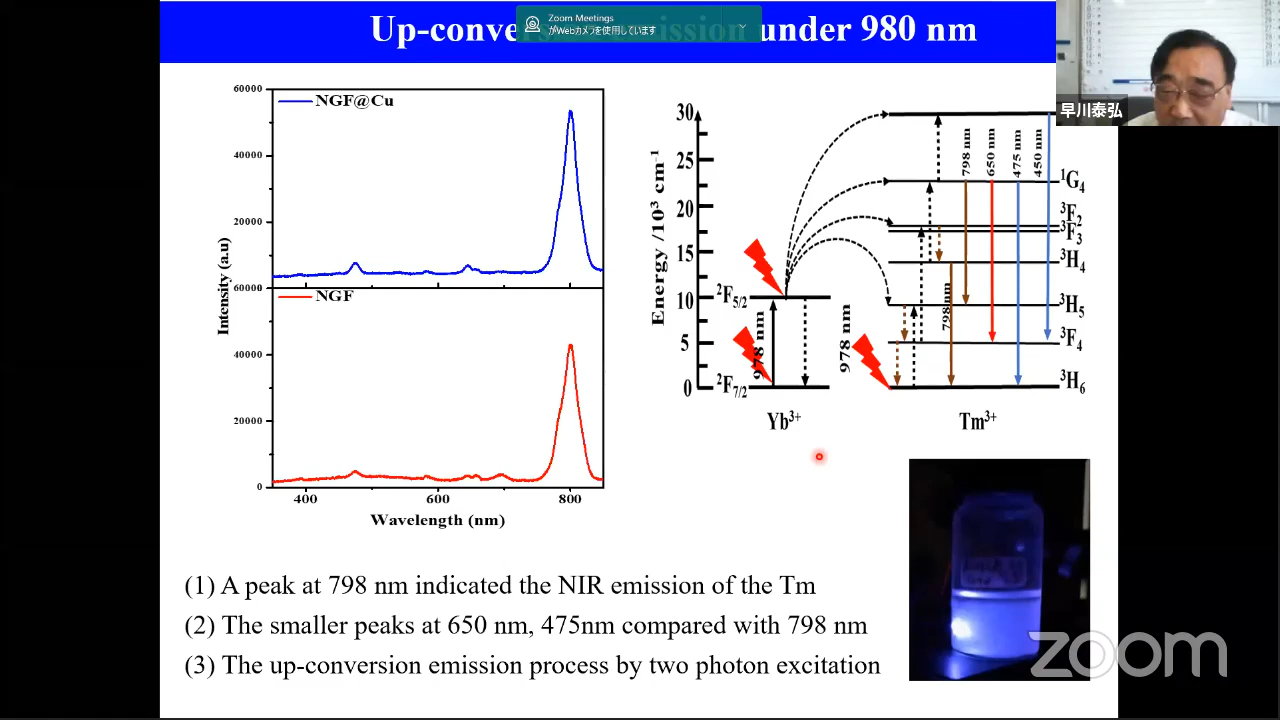 Up-conver
ission under 980 nm
Zoom Meetings
がWebカメラを使用しています
早川泰弘
60000
40000
20000
60000
40000
20000
0
NGF@Cu
NGF
Intensity (a.u)
400
600
800
Wavelength (nm)
Energy /10³ cm⁻¹
30
25
20
15
10
5
0
²F₅/₂
²F₇/₂
978 nm
978 nm
Yb³⁺
798 nm
650 nm
475 nm
450 nm
798 nm
¹G₄
³F₂
³F₃
³H₄
³H₅
³F₄
³H₆
Tm³⁺
(1) A peak at 798 nm indicated the NIR emission of the Tm
(2) The smaller peaks at 650 nm, 475nm compared with 798 nm
(3) The up-conversion emission process by two photon excitation
zoom